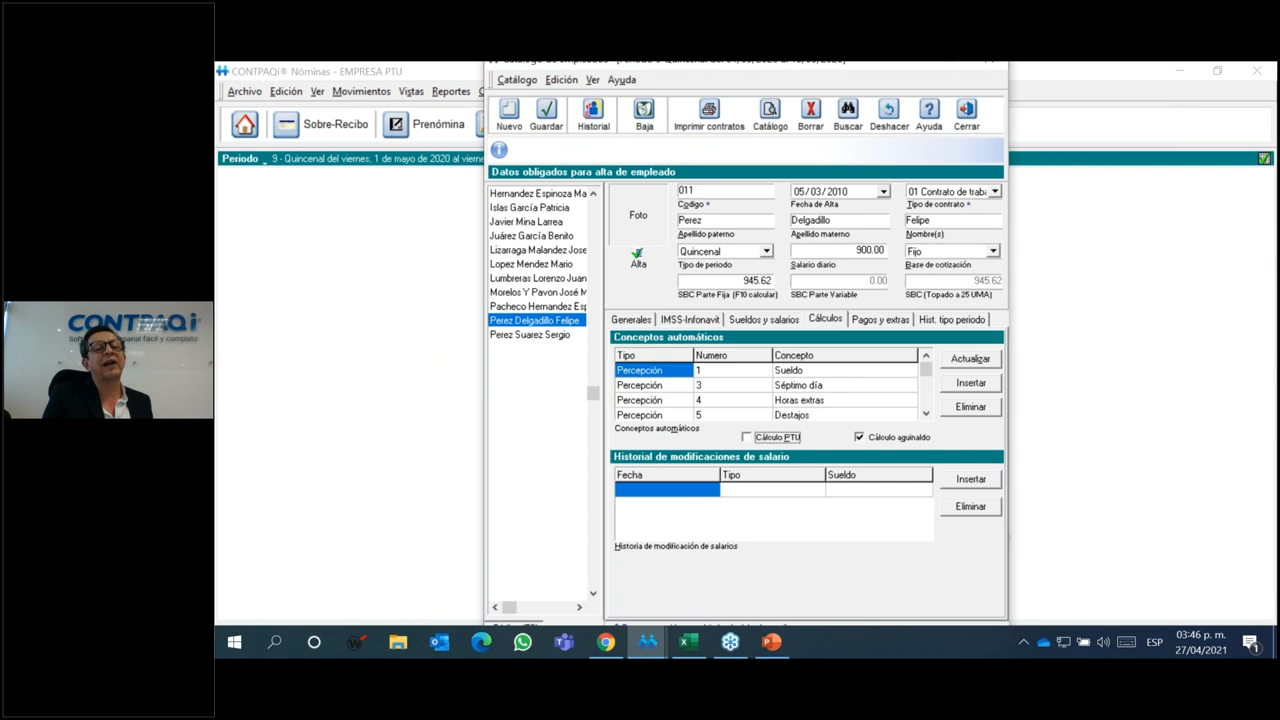 CONTPAQi
CONTPAQi® Nóminas - EMPRESA PTU
Archivo Edición Ver Movimientos Vistas Reportes
Sobre-Recibo Prenómina
Periodo 9 - Quincenal del viernes, 1 de mayo de 2020 al vierne
Catálogo Edición Ver Ayuda
Nuevo Guardar Historial Baja Imprimir contratos Catálogo Borrar Buscar Deshacer Ayuda Cerrar
Datos obligados para alta de empleado
Hernandez Espinoza Ma
Islas García Patricia
Javier Mina Larrea
Juárez García Benito
Lizarraga Malandez Jose
Lopez Mendez Mario
Lumbreras Lorenzo Juan
Morelos Y Pavon José M
Pacheco Hernandez Es
Perez Delgadillo Felipe
Perez Suarez Sergio
Foto
Alta
011 05/03/2010 01 Contrato de traba
Codigo * Fecha de Alta Tipo de contrato *
Perez Delgadillo Felipe
Apellido paterno Apellido materno Nombre(s)
Quincenal 900.00 Fijo
Tipo de periodo Salario diario Base de cotización
945.62 0.00 945.62
SBC Parte Fija (F10 calcular) SBC Parte Variable SBC (Topado a 25 UMA)
Generales IMSS-Infonavit Sueldos y salarios Cálculos Pagos y extras Hist. tipo periodo
Conceptos automáticos
Tipo Numero Concepto
Percepción 1 Sueldo
Percepción 3 Séptimo día
Percepción 4 Horas extras
Percepción 5 Destajos
Actualizar
Insertar
Eliminar
Conceptos automáticos
Cálculo PTU Cálculo aguinaldo
Historial de modificaciones de salario
Fecha Tipo Sueldo
Insertar
Eliminar
Historia de modificación de salarios
ESP
03:46 p. m.
27/04/2021
1